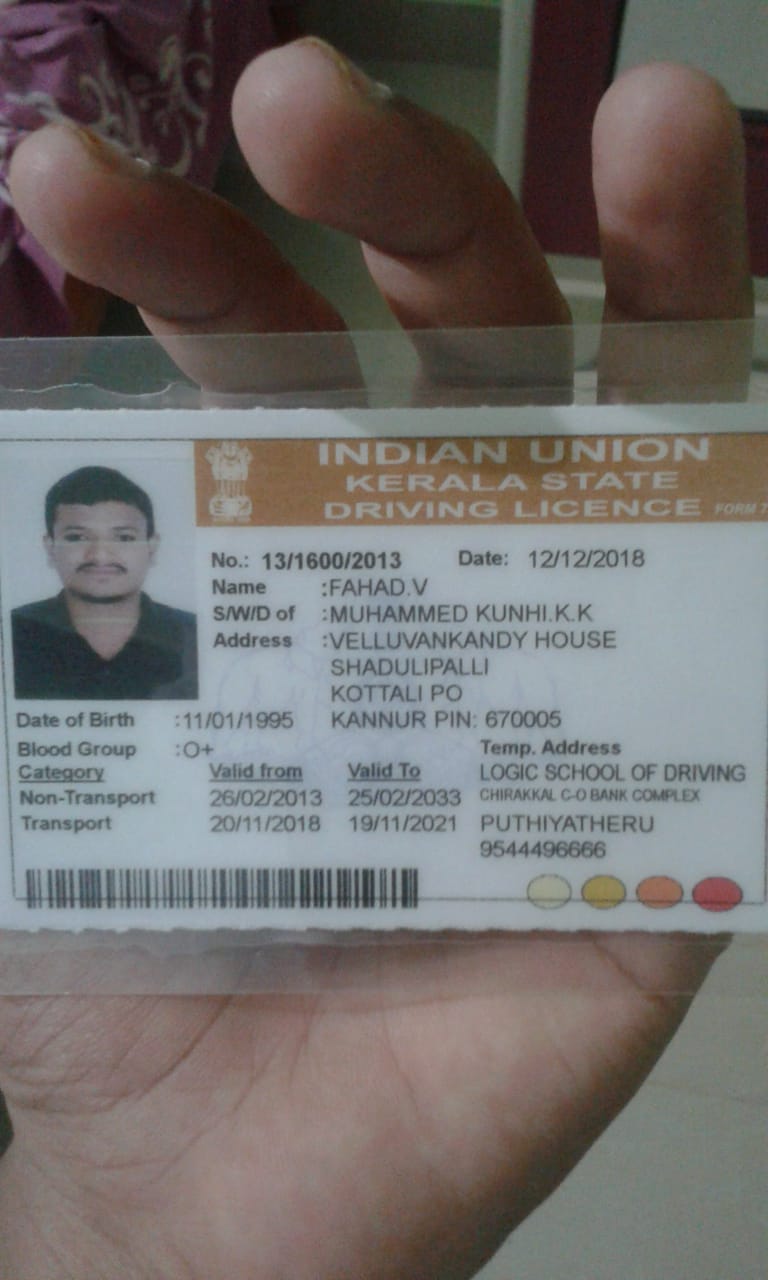 INDIAN UNION
KERALA STATE
DRIVING LICENCE FORM 7
No.: 13/1600/2013 Date: 12/12/2018
Name :FAHAD.V
S/W/D of :MUHAMMED KUNHI.K.K
Address :VELLUVANKANDY HOUSE
SHADULIPALLI
KOTTALI PO
Date of Birth :11/01/1995 KANNUR PIN: 670005
Blood Group :O+ Temp. Address
Category Valid from Valid To LOGIC SCHOOL OF DRIVING
Non-Transport 26/02/2013 25/02/2033 CHIRAKKAL C-O BANK COMPLEX
Transport 20/11/2018 19/11/2021 PUTHIYATHERU
9544496666